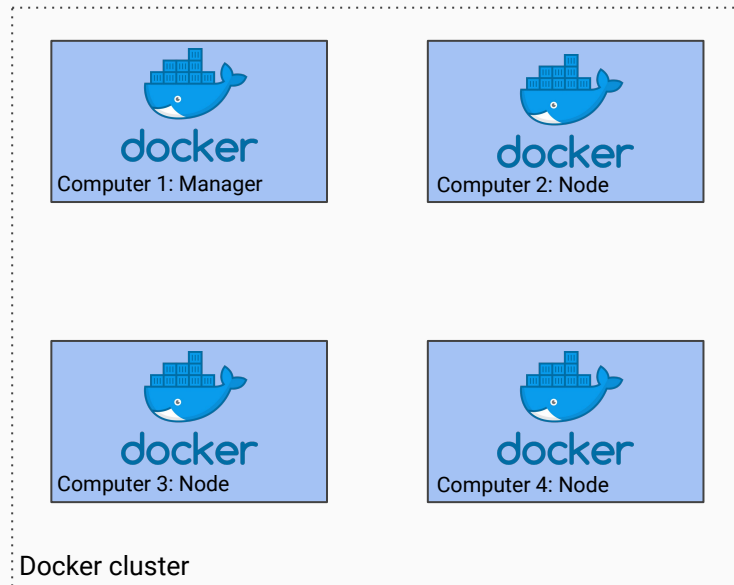 docker
Computer 1: Manager
docker
Computer 2: Node
docker
Computer 3: Node
docker
Computer 4: Node
Docker cluster